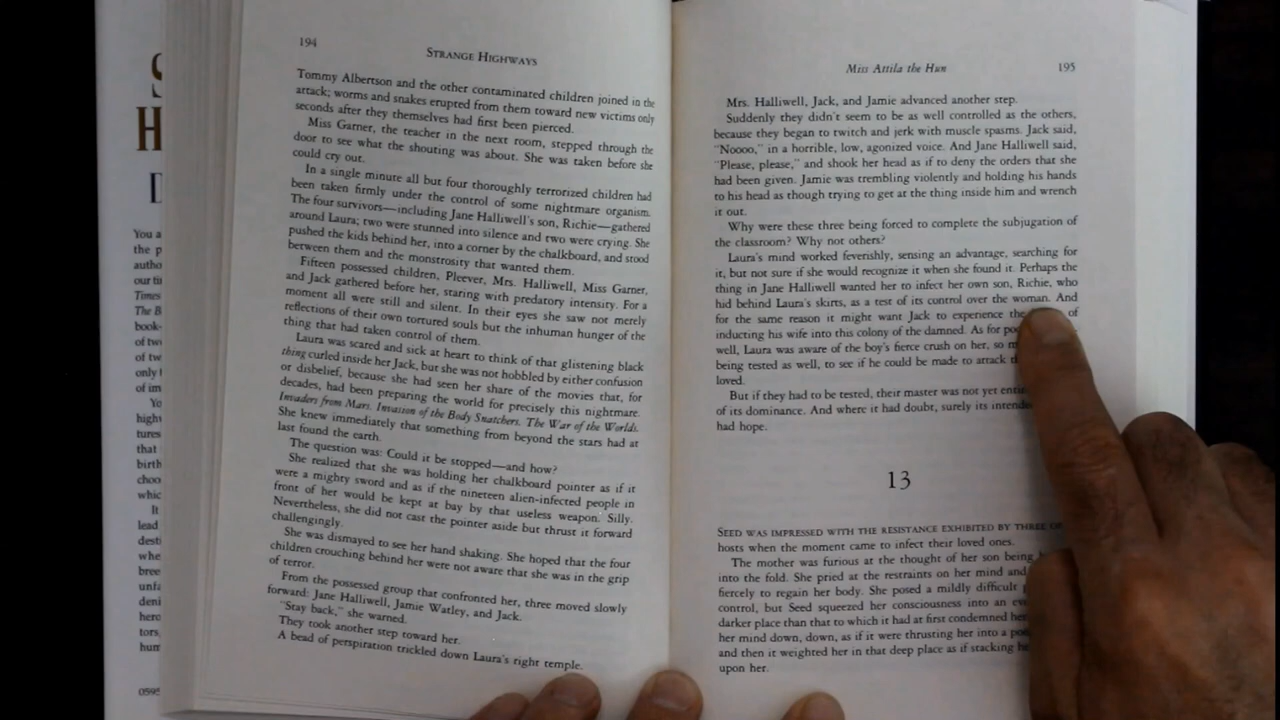 194
STRANGE HIGHWAYS
Tommy Albertson and the other contaminated children joined in the
attack; worms and snakes erupted from them toward new victims only
seconds after they themselves had first been pierced.
Miss Garner, the teacher in the next room, stepped through the
door to see what the shouting was about. She was taken before she
could cry out.
In a single minute all but four thoroughly terrorized children had
been taken firmly under the control of some nightmare organism.
The four survivors—including Jane Halliwell's son, Richie—gathered
around Laura; two were stunned into silence and two were crying. She
pushed the kids behind her, into a corner by the chalkboard, and stood
between them and the monstrosity that wanted them.
Fifteen possessed children, Pleever, Mrs. Halliwell, Miss Garner,
and Jack gathered before her, staring with predatory intensity. For a
moment all were still and silent. In their eyes she saw not merely
reflections of their own tortured souls but the inhuman hunger of the
thing that had taken control of them.
Laura was scared and sick at heart to think of that glistening black
thing curled inside her Jack, but she was not hobbled by either confusion
or disbelief, because she had seen her share of the movies that, for
decades, had been preparing the world for precisely this nightmare.
Invaders from Mars. Invasion of the Body Snatchers. The War of the Worlds.
She knew immediately that something from beyond the stars had at
last found the earth.
The question was: Could it be stopped—and how?
She realized that she was holding her chalkboard pointer as if it
were a mighty sword and as if the nineteen alien-infected people in
front of her would be kept at bay by that useless weapon. Silly.
Nevertheless, she did not cast the pointer aside but thrust it forward
challengingly.
She was dismayed to see her hand shaking. She hoped that the four
children crouching behind her were not aware that she was in the grip
of terror.
From the possessed group that confronted her, three moved slowly
forward: Jane Halliwell, Jamie Watley, and Jack.
"Stay back," she warned.
They took another step toward her.
A bead of perspiration trickled down Laura's right temple.
Miss Attila the Hun
195
Mrs. Halliwell, Jack, and Jamie advanced another step.
Suddenly they didn't seem to be as well controlled as the others,
because they began to twitch and jerk with muscle spasms. Jack said,
"Noooo," in a horrible, low, agonized voice. And Jane Halliwell said,
"Please, please," and shook her head as if to deny the orders that she
had been given. Jamie was trembling violently and holding his hands
to his head as though trying to get at the thing inside him and wrench
it out.
Why were these three being forced to complete the subjugation of
the classroom? Why not others?
Laura's mind worked feverishly, sensing an advantage, searching for
it, but not sure if she would recognize it when she found it. Perhaps the
thing in Jane Halliwell wanted her to infect her own son, Richie, who
hid behind Laura's skirts, as a test of its control over the woman. And
for the same reason it might want Jack to experience the of
inducting his wife into this colony of the damned. As for
well, Laura was aware of the boy's fierce crush on her, so
being tested as well, to see if he could be made to attack
loved.
But if they had to be tested, their master was not yet
of its dominance. And where it had doubt, surely its
had hope.
13
SEED WAS IMPRESSED WITH THE RESISTANCE EXHIBITED BY THREE
hosts when the moment came to infect their loved ones.
The mother was furious at the thought of her son being
into the fold. She pried at the restraints on her mind and
fiercely to regain her body. She posed a mildly difficult
control, but Seed squeezed her consciousness into an
darker place than that to which it had at first condemned
her mind down, down, as if it were thrusting her into a
and then it weighted her in that deep place as if stacking
upon her.
S
H
D
You a
the
autho
our
Times
The B
book-
of
of
only
of
Yo
high
that
birth
whic
It
lead
desti
0595